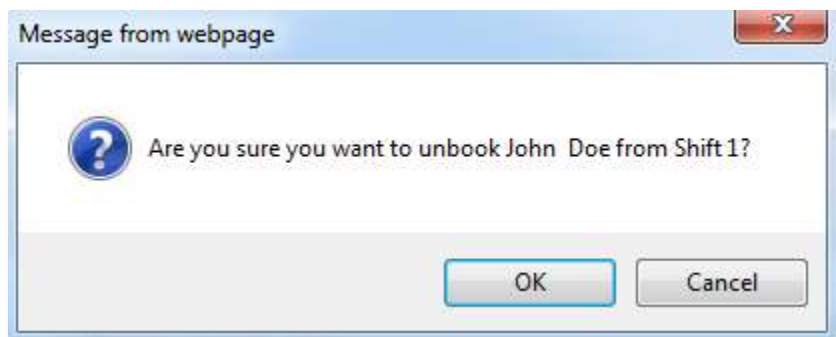 Message from webpage
Are you sure you want to unbook John  Doe from Shift 1?
OK
Cancel